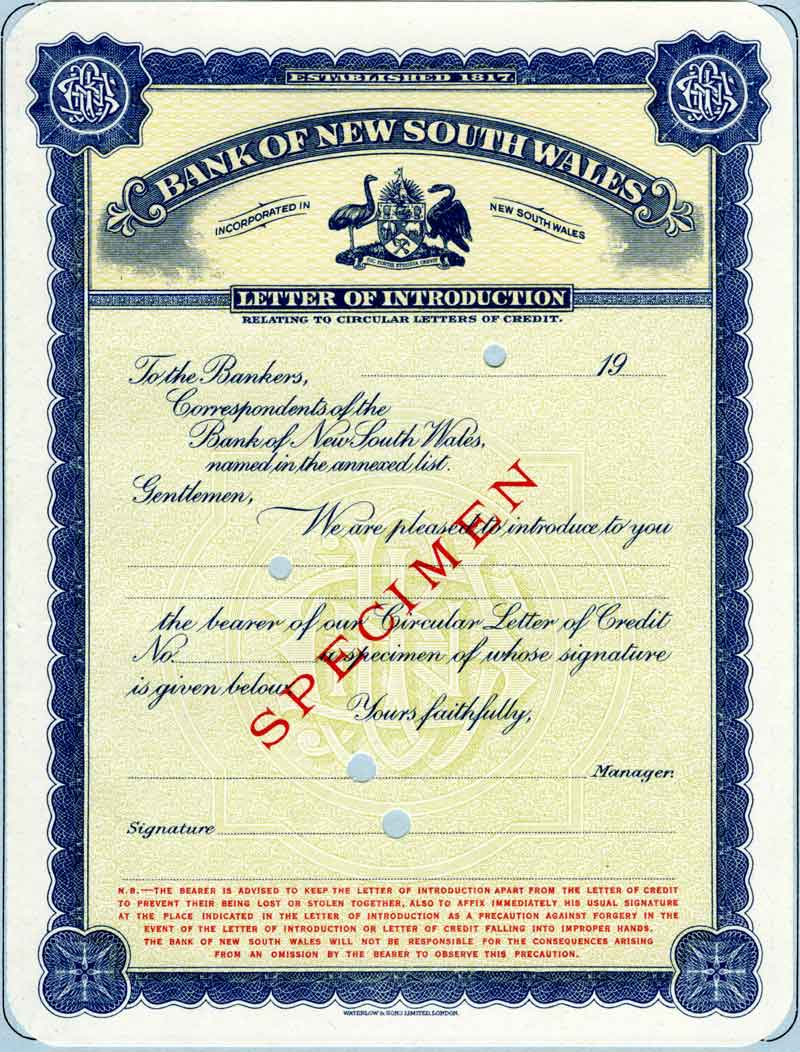 ESTABLISHED 1817.
BANK OF NEW SOUTH WALES
INCORPORATED IN NEW SOUTH WALES
SIC FORTIS ETRURIA CREVIT
LETTER OF INTRODUCTION
RELATING TO CIRCULAR LETTERS OF CREDIT.
19
To the Bankers,
Correspondents of the
Bank of New South Wales,
named in the annexed list.
Gentlemen,
We are pleased to introduce to you
the bearer of our Circular Letter of Credit
No. a specimen of whose signature
is given below.
Yours faithfully,
SPECIMEN
Manager.
Signature
N.B.—THE BEARER IS ADVISED TO KEEP THE LETTER OF INTRODUCTION APART FROM THE LETTER OF CREDIT
TO PREVENT THEIR BEING LOST OR STOLEN TOGETHER, ALSO TO AFFIX IMMEDIATELY HIS USUAL SIGNATURE
AT THE PLACE INDICATED IN THE LETTER OF INTRODUCTION AS A PRECAUTION AGAINST FORGERY IN THE
EVENT OF THE LETTER OF INTRODUCTION OR LETTER OF CREDIT FALLING INTO IMPROPER HANDS.
THE BANK OF NEW SOUTH WALES WILL NOT BE RESPONSIBLE FOR THE CONSEQUENCES ARISING
FROM AN OMISSION BY THE BEARER TO OBSERVE THIS PRECAUTION.
WATERLOW & SONS LIMITED, LONDON.